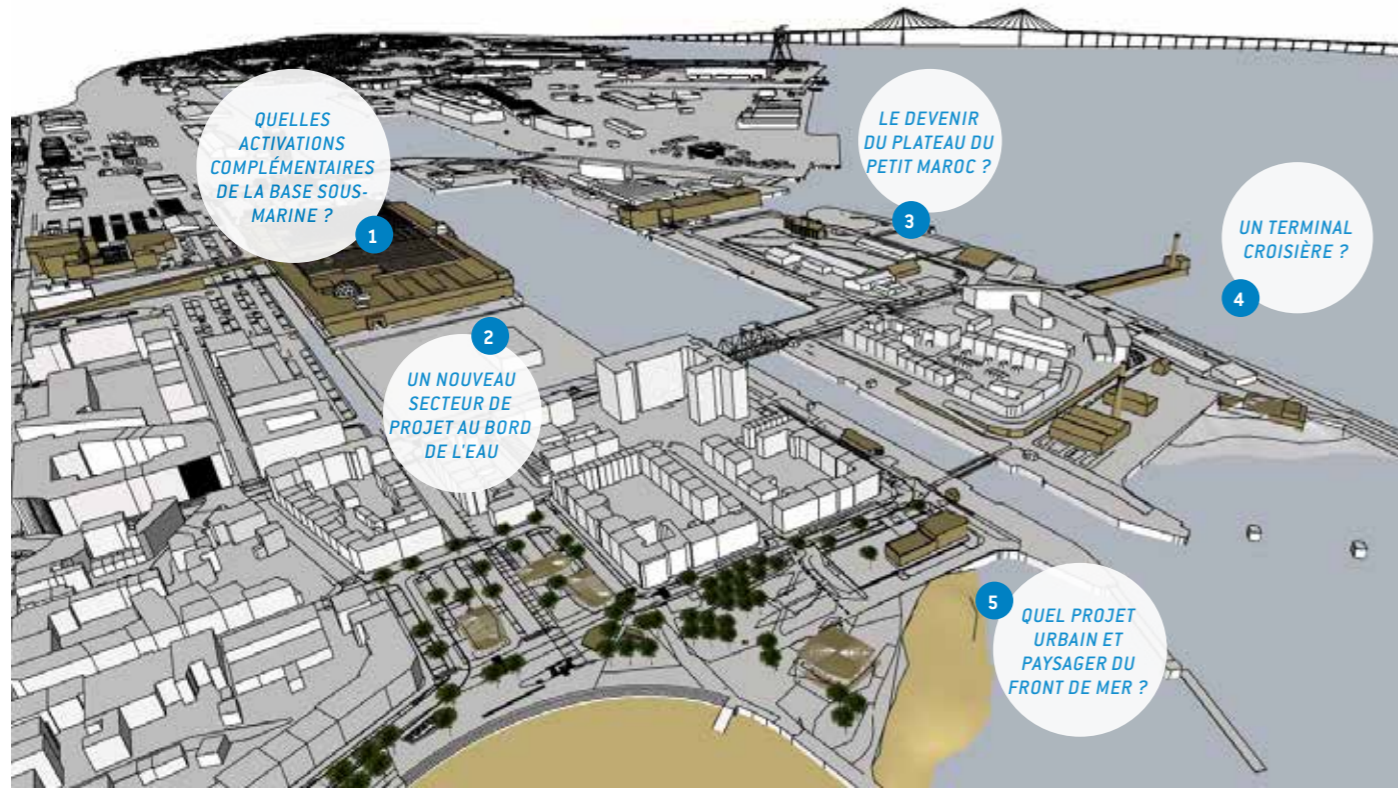 QUELLES
ACTIVATIONS
COMPLÉMENTAIRES
DE LA BASE SOUS-
MARINE ?
1
2
UN NOUVEAU
SECTEUR DE
PROJET AU BORD
DE L'EAU
LE DEVENIR
DU PLATEAU DU
PETIT MAROC ?
3
UN TERMINAL
CROISIÈRE ?
4
5
QUEL PROJET
URBAIN ET
PAYSAGER DU
FRONT DE MER ?